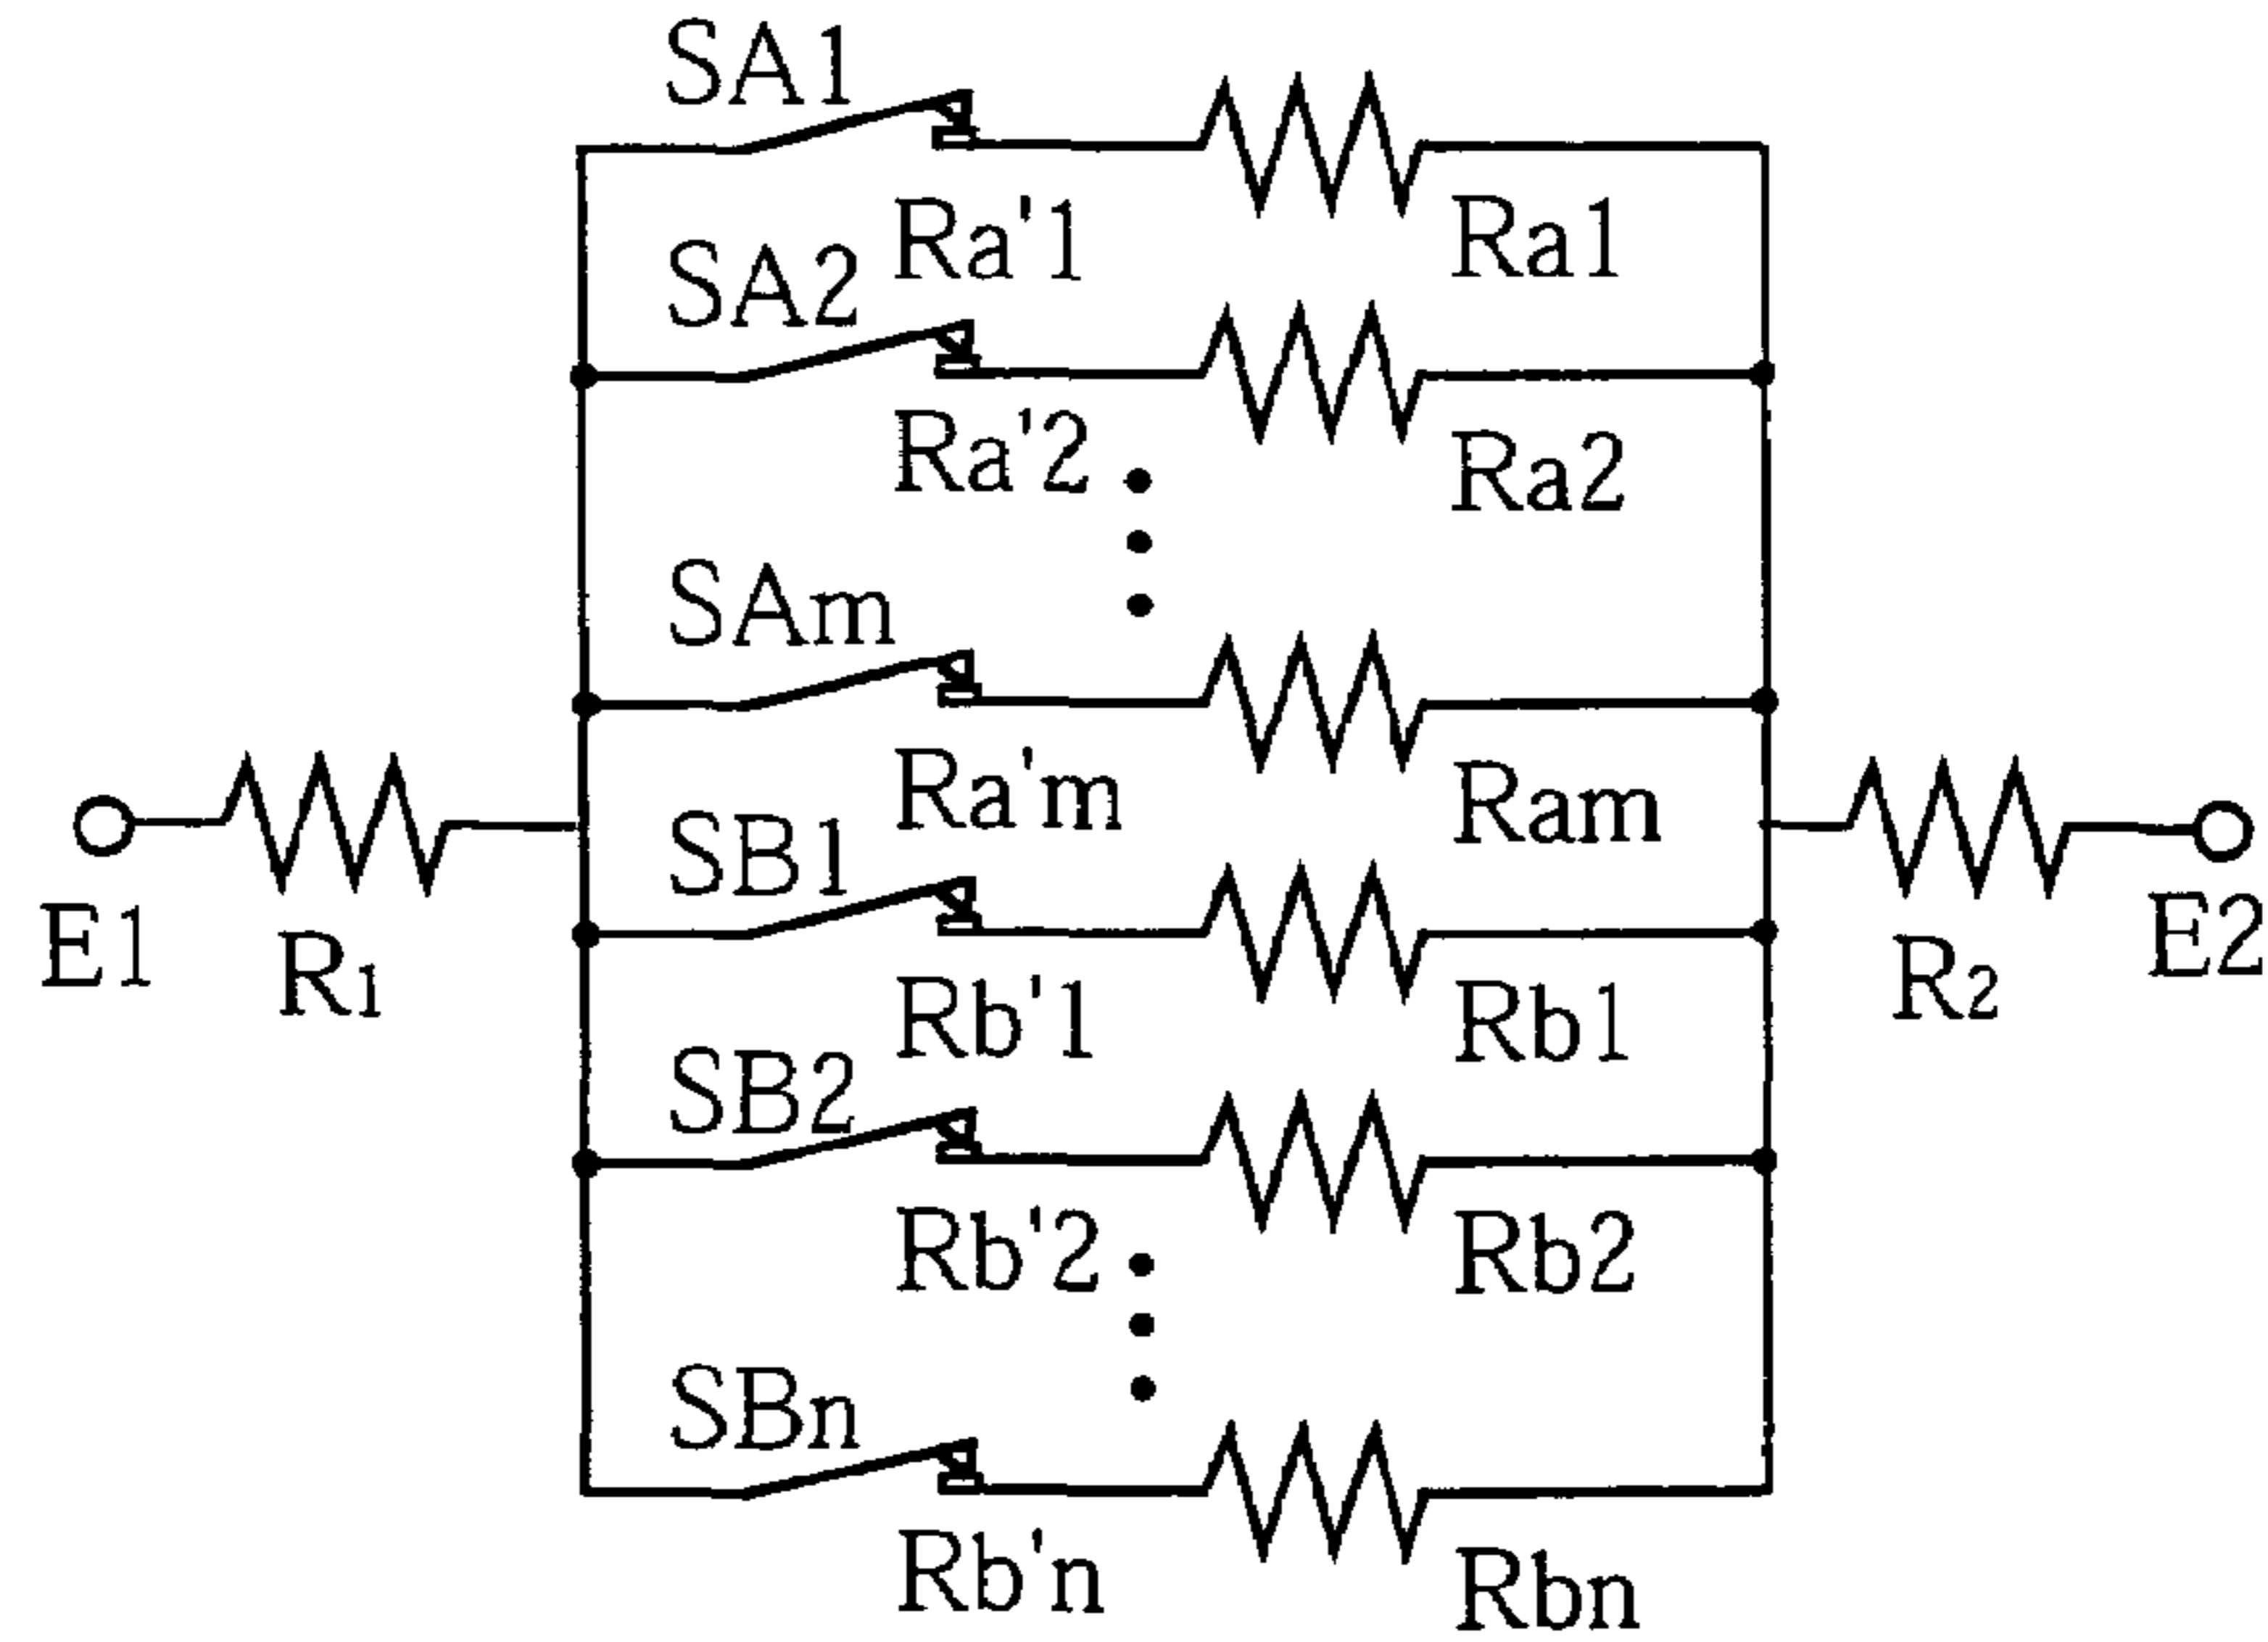 SA1
Ra'1 Ra1
SA2
Ra'2 Ra2
SAm
Ra'm Ram
SB1
E1 R1 R2 E2
Rb'1 Rb1
SB2
Rb'2 Rb2
SBn
Rb'n Rbn